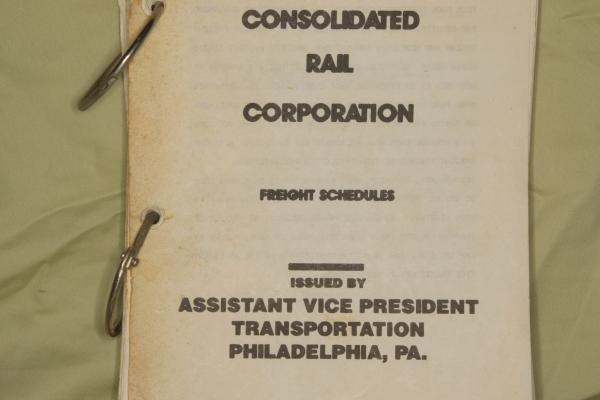 CONSOLIDATED
RAIL
CORPORATION
FREIGHT SCHEDULES
ISSUED BY
ASSISTANT VICE PRESIDENT
TRANSPORTATION
PHILADELPHIA, PA.